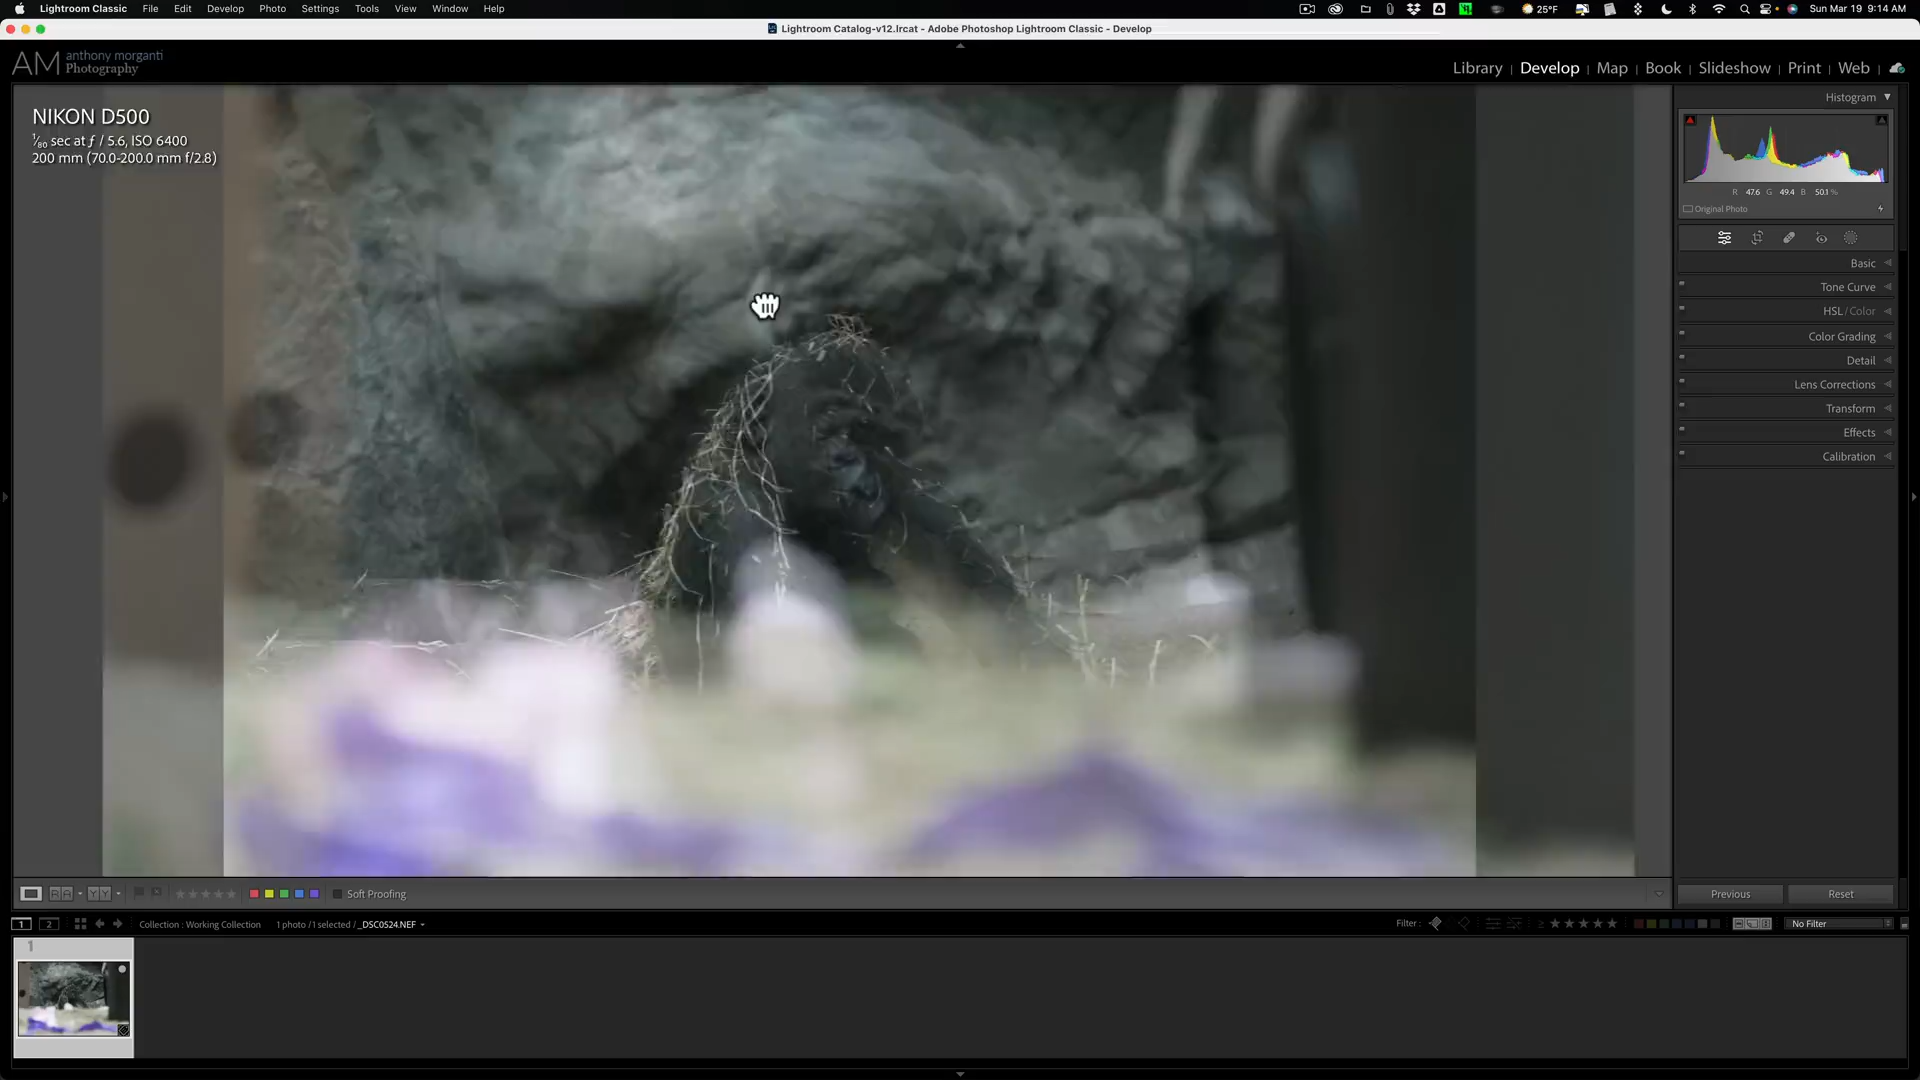 Lightroom Classic File Edit Develop Photo Settings Tools View Window Help 25°F Sun Mar 19 9:14 AM
Lightroom Catalog-v12.lrcat - Adobe Photoshop Lightroom Classic - Develop
AM anthony morganti Photography
Library | Develop | Map | Book | Slideshow | Print | Web
NIKON D500
1/80 sec at ƒ / 5.6, ISO 6400
200 mm (70.0-200.0 mm f/2.8)
Histogram
R 47.6 G 49.4 B 50.1 %
Original Photo
Basic
Tone Curve
HSL / Color
Color Grading
Detail
Lens Corrections
Transform
Effects
Calibration
Soft Proofing
Previous Reset
1 2 Collection : Working Collection 1 photo / 1 selected / _DSC0524.NEF Filter : No Filter
1